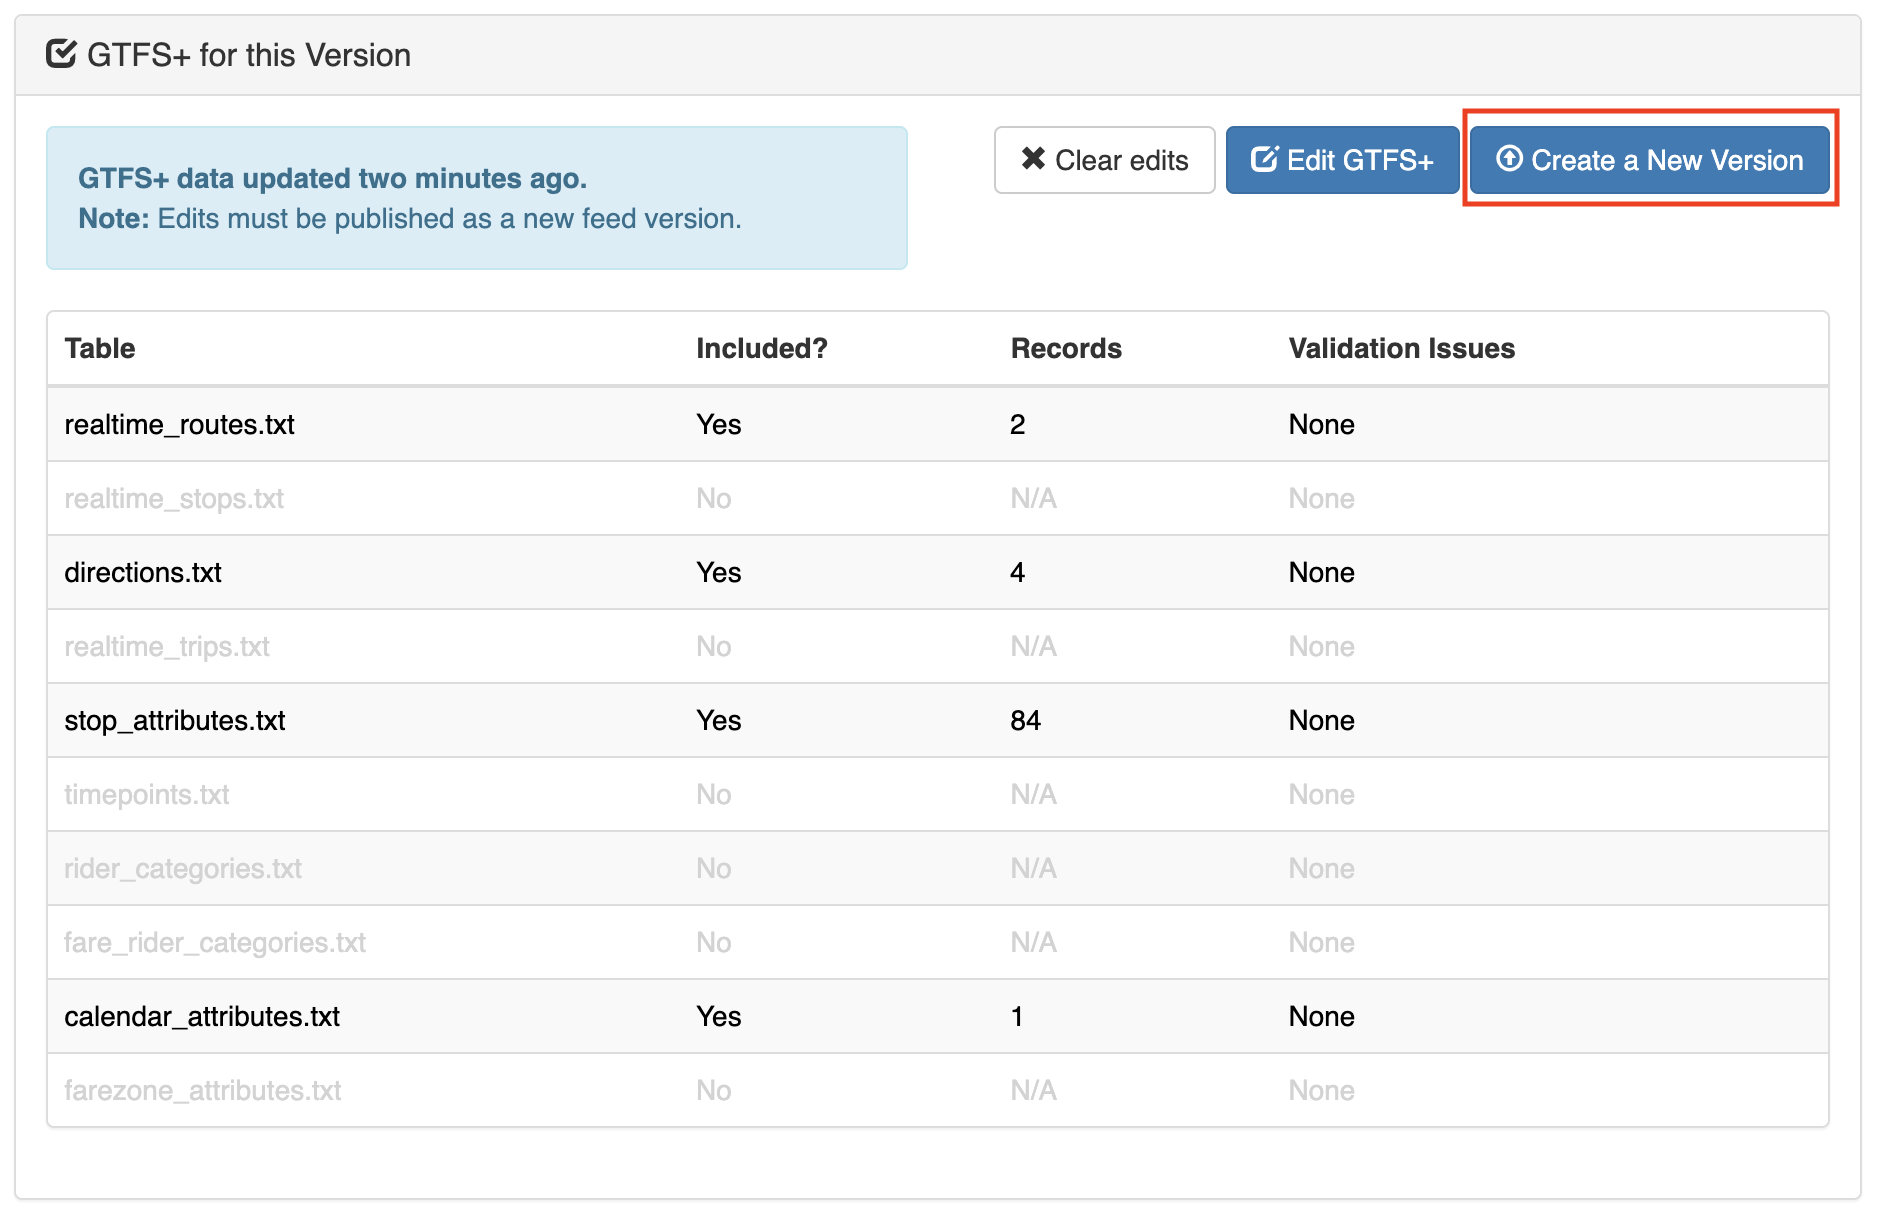 GTFS+ for this Version
GTFS+ data updated two minutes ago.
Note: Edits must be published as a new feed version.
Clear edits
Edit GTFS+
Create a New Version
Table Included? Records Validation Issues
realtime_routes.txt Yes 2 None
realtime_stops.txt No N/A None
directions.txt Yes 4 None
realtime_trips.txt No N/A None
stop_attributes.txt Yes 84 None
timepoints.txt No N/A None
rider_categories.txt No N/A None
fare_rider_categories.txt No N/A None
calendar_attributes.txt Yes 1 None
farezone_attributes.txt No N/A None